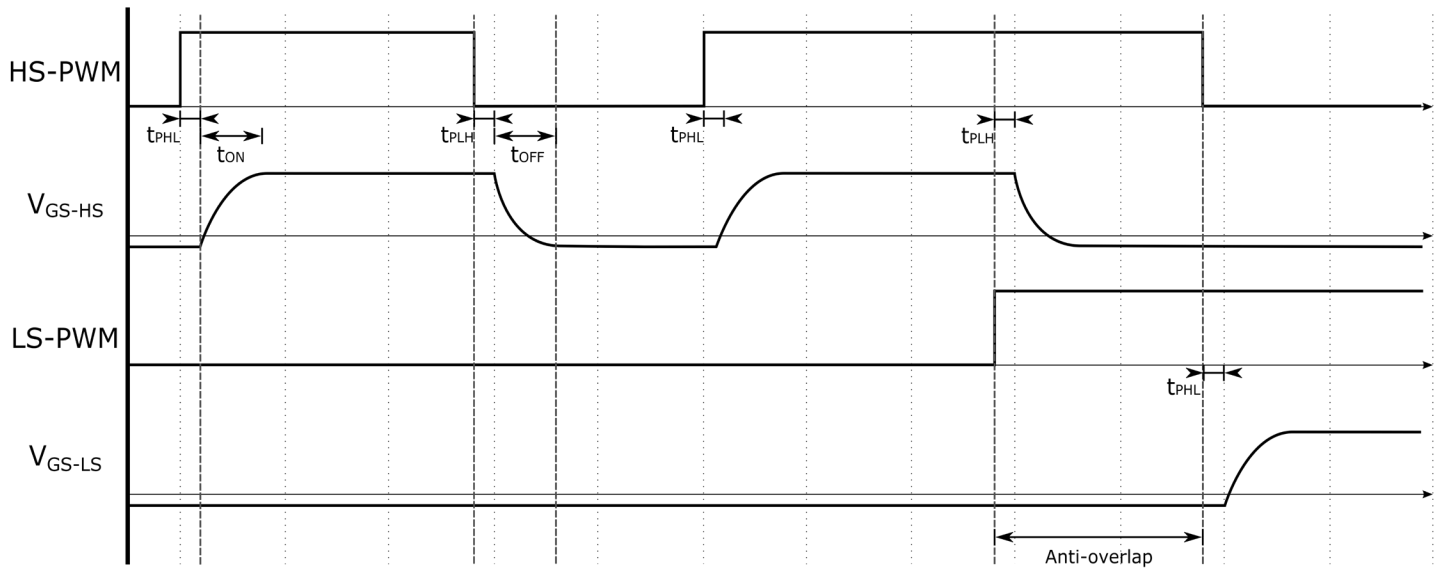 HS-PWM
tPHL
tPLH
tPHL
tPLH
tON
tOFF
VGS-HS
LS-PWM
tPHL
VGS-LS
Anti-overlap